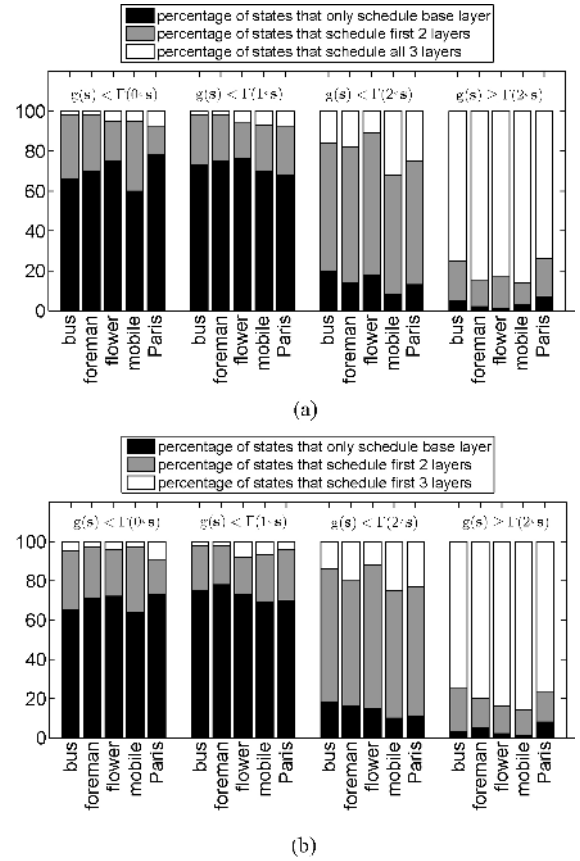 percentage of states that only schedule base layer
percentage of states that schedule first 2 layers
percentage of states that schedule all 3 layers
g(s) < Γ(0·s) g(s) < Γ(1·s) g(s) < Γ(2·s) g(s) > Γ(2·s)
100
80
60
40
20
0
bus foreman flower mobile Paris bus foreman flower mobile Paris bus foreman flower mobile Paris bus foreman flower mobile Paris
(a)
percentage of states that only schedule base layer
percentage of states that schedule first 2 layers
percentage of states that schedule first 3 layers
g(s) < Γ(0·s) g(s) < Γ(1·s) g(s) < Γ(2·s) g(s) > Γ(2·s)
100
80
60
40
20
0
bus foreman flower mobile Paris bus foreman flower mobile Paris bus foreman flower mobile Paris bus foreman flower mobile Paris
(b)